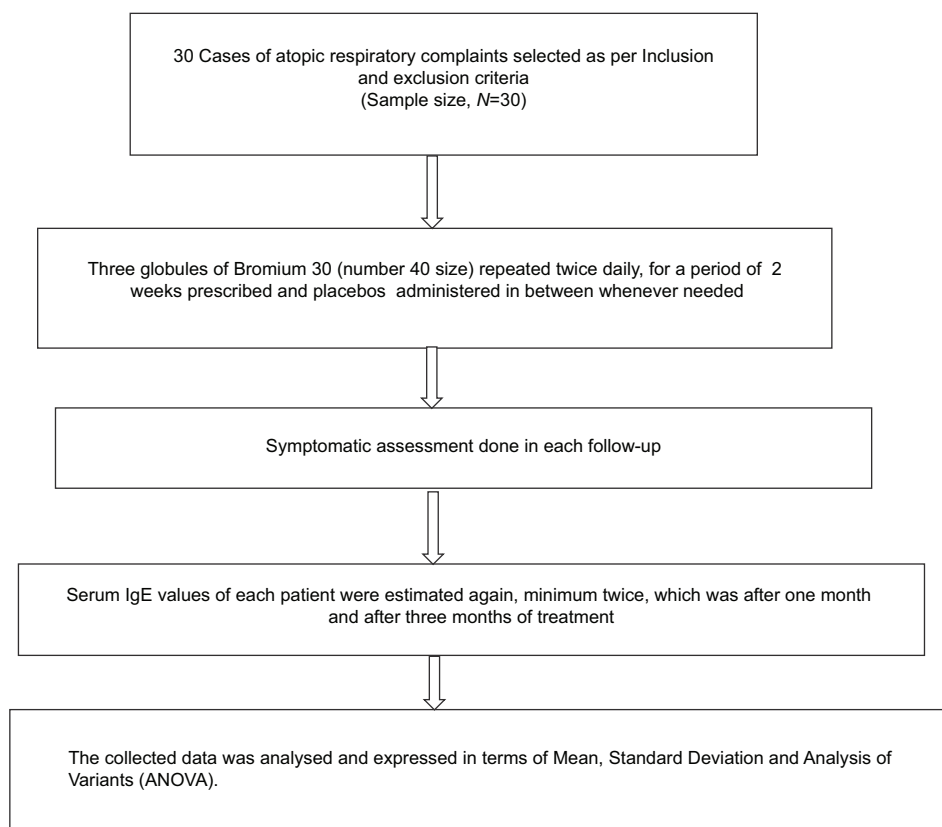 30 Cases of atopic respiratory complaints selected as per Inclusion
and exclusion criteria
(Sample size, N=30)
Three globules of Bromium 30 (number 40 size) repeated twice daily, for a period of 2
weeks prescribed and placebos administered in between whenever needed
Symptomatic assessment done in each follow-up
Serum IgE values of each patient were estimated again, minimum twice, which was after one month
and after three months of treatment
The collected data was analysed and expressed in terms of Mean, Standard Deviation and Analysis of
Variants (ANOVA).